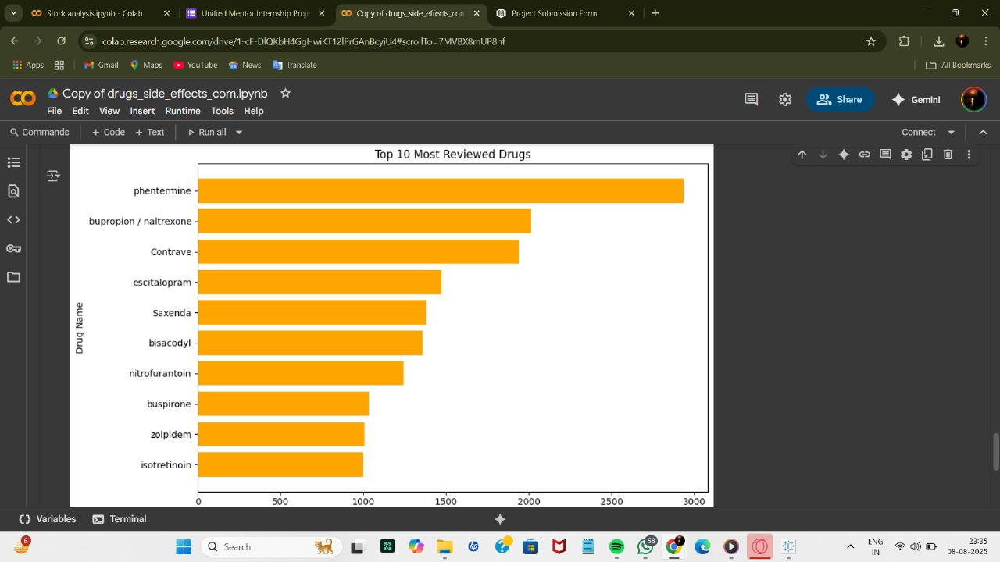 Stock analysis.ipynb - Colab
Unified Mentor Internship Proje
Copy of drugs_side_effects_com
Project Submission Form
colab.research.google.com/drive/1-cF-DlQKbH4GgHwiKT12lPrGAnBcyiU4#scrollTo=7MVBX8mUP8nf
Apps
Gmail
Maps
YouTube
News
Translate
All Bookmarks
Copy of drugs_side_effects_com.ipynb
File Edit View Insert Runtime Tools Help
Share
Gemini
Commands
+ Code + Text
Run all
Connect
Top 10 Most Reviewed Drugs
phentermine
bupropion / naltrexone
Contrave
escitalopram
Saxenda
bisacodyl
nitrofurantoin
buspirone
zolpidem
isotretinoin
Drug Name
0 500 1000 1500 2000 2500 3000
Variables Terminal
6
Search
58
ENG
IN
23:35
08-08-2025